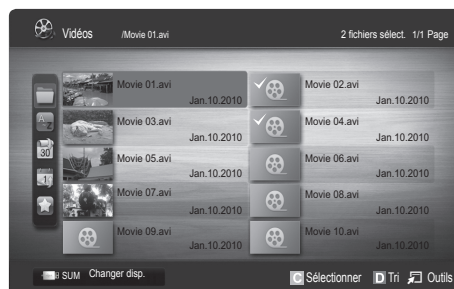 Vidéos /Movie 01.avi 2 fichiers sélect. 1/1 Page
Movie 01.avi Movie 02.avi
Jan.10.2010 Jan.10.2010
Movie 03.avi Movie 04.avi
Jan.10.2010 Jan.10.2010
Movie 05.avi Movie 06.avi
Jan.10.2010 Jan.10.2010
Movie 07.avi Movie 08.avi
Jan.10.2010 Jan.10.2010
Movie 09.avi Movie 10.avi
Jan.10.2010 Jan.10.2010
A Z
30
1
SUM Changer disp. C Sélectionner D Tri Outils